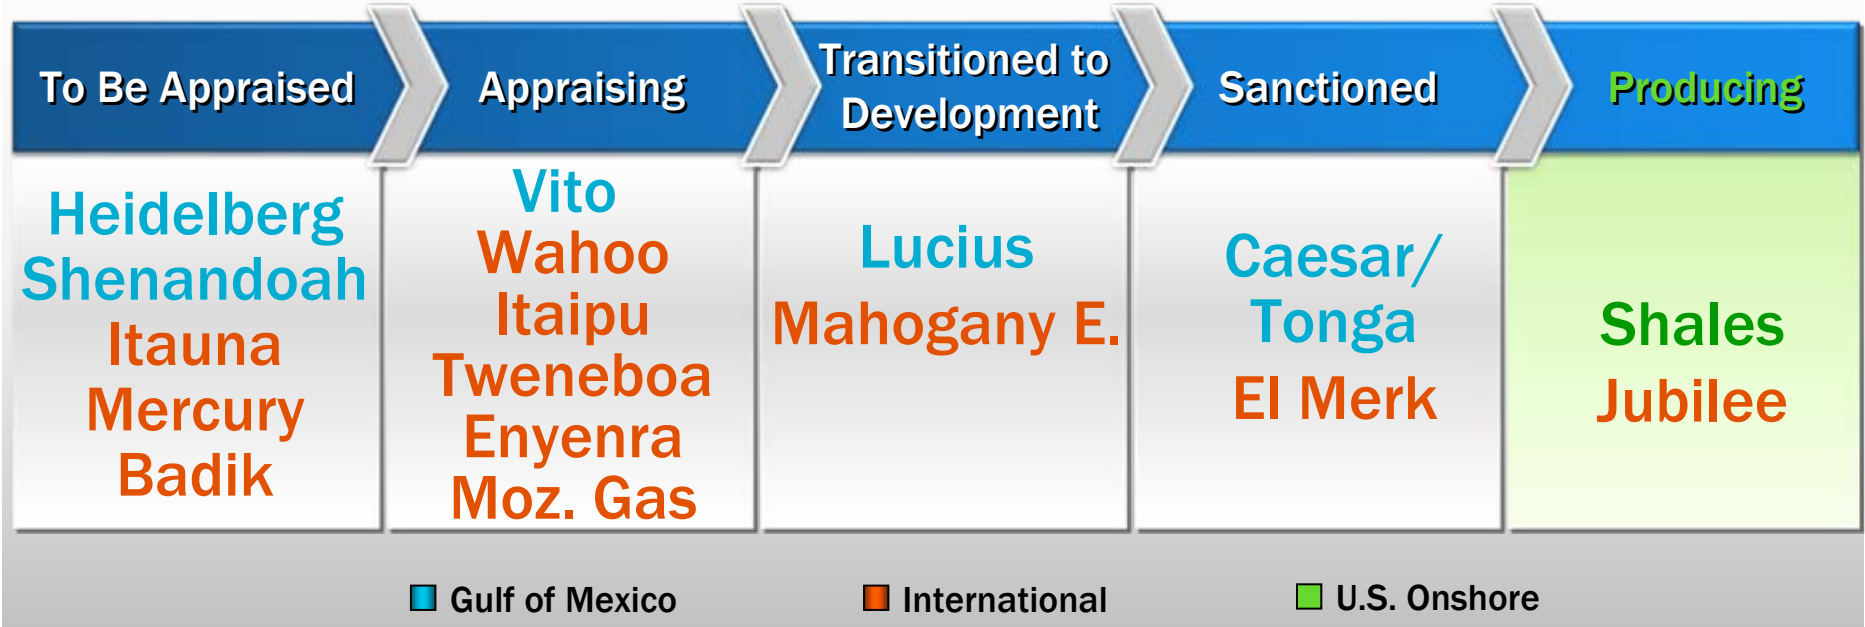 To Be Appraised
Appraising
Transitioned to
Development
Sanctioned
Producing
Heidelberg
Shenandoah
Itauna
Mercury
Badik
Vito
Wahoo
Itaipu
Tweneboa
Enyenra
Moz. Gas
Lucius
Mahogany E.
Caesar/
Tonga
El Merk
Shales
Jubilee
Gulf of Mexico
International
U.S. Onshore